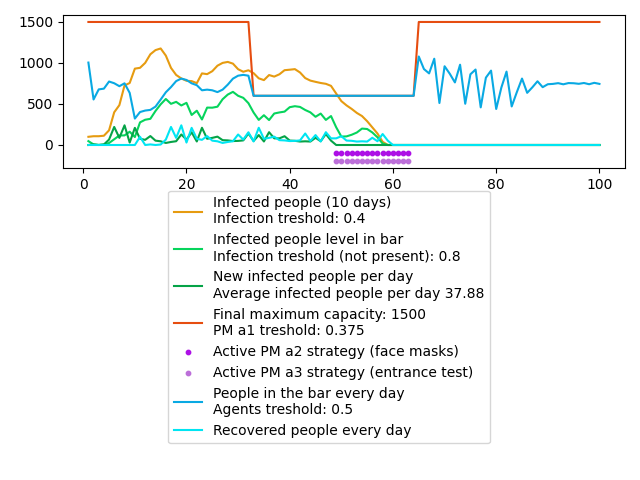 1500
1000
500
0
0 20 40 60 80 100
Infected people (10 days)
Infection treshold: 0.4
Infected people level in bar
Infection treshold (not present): 0.8
New infected people per day
Average infected people per day 37.88
Final maximum capacity: 1500
PM a1 treshold: 0.375
Active PM a2 strategy (face masks)
Active PM a3 strategy (entrance test)
People in the bar every day
Agents treshold: 0.5
Recovered people every day